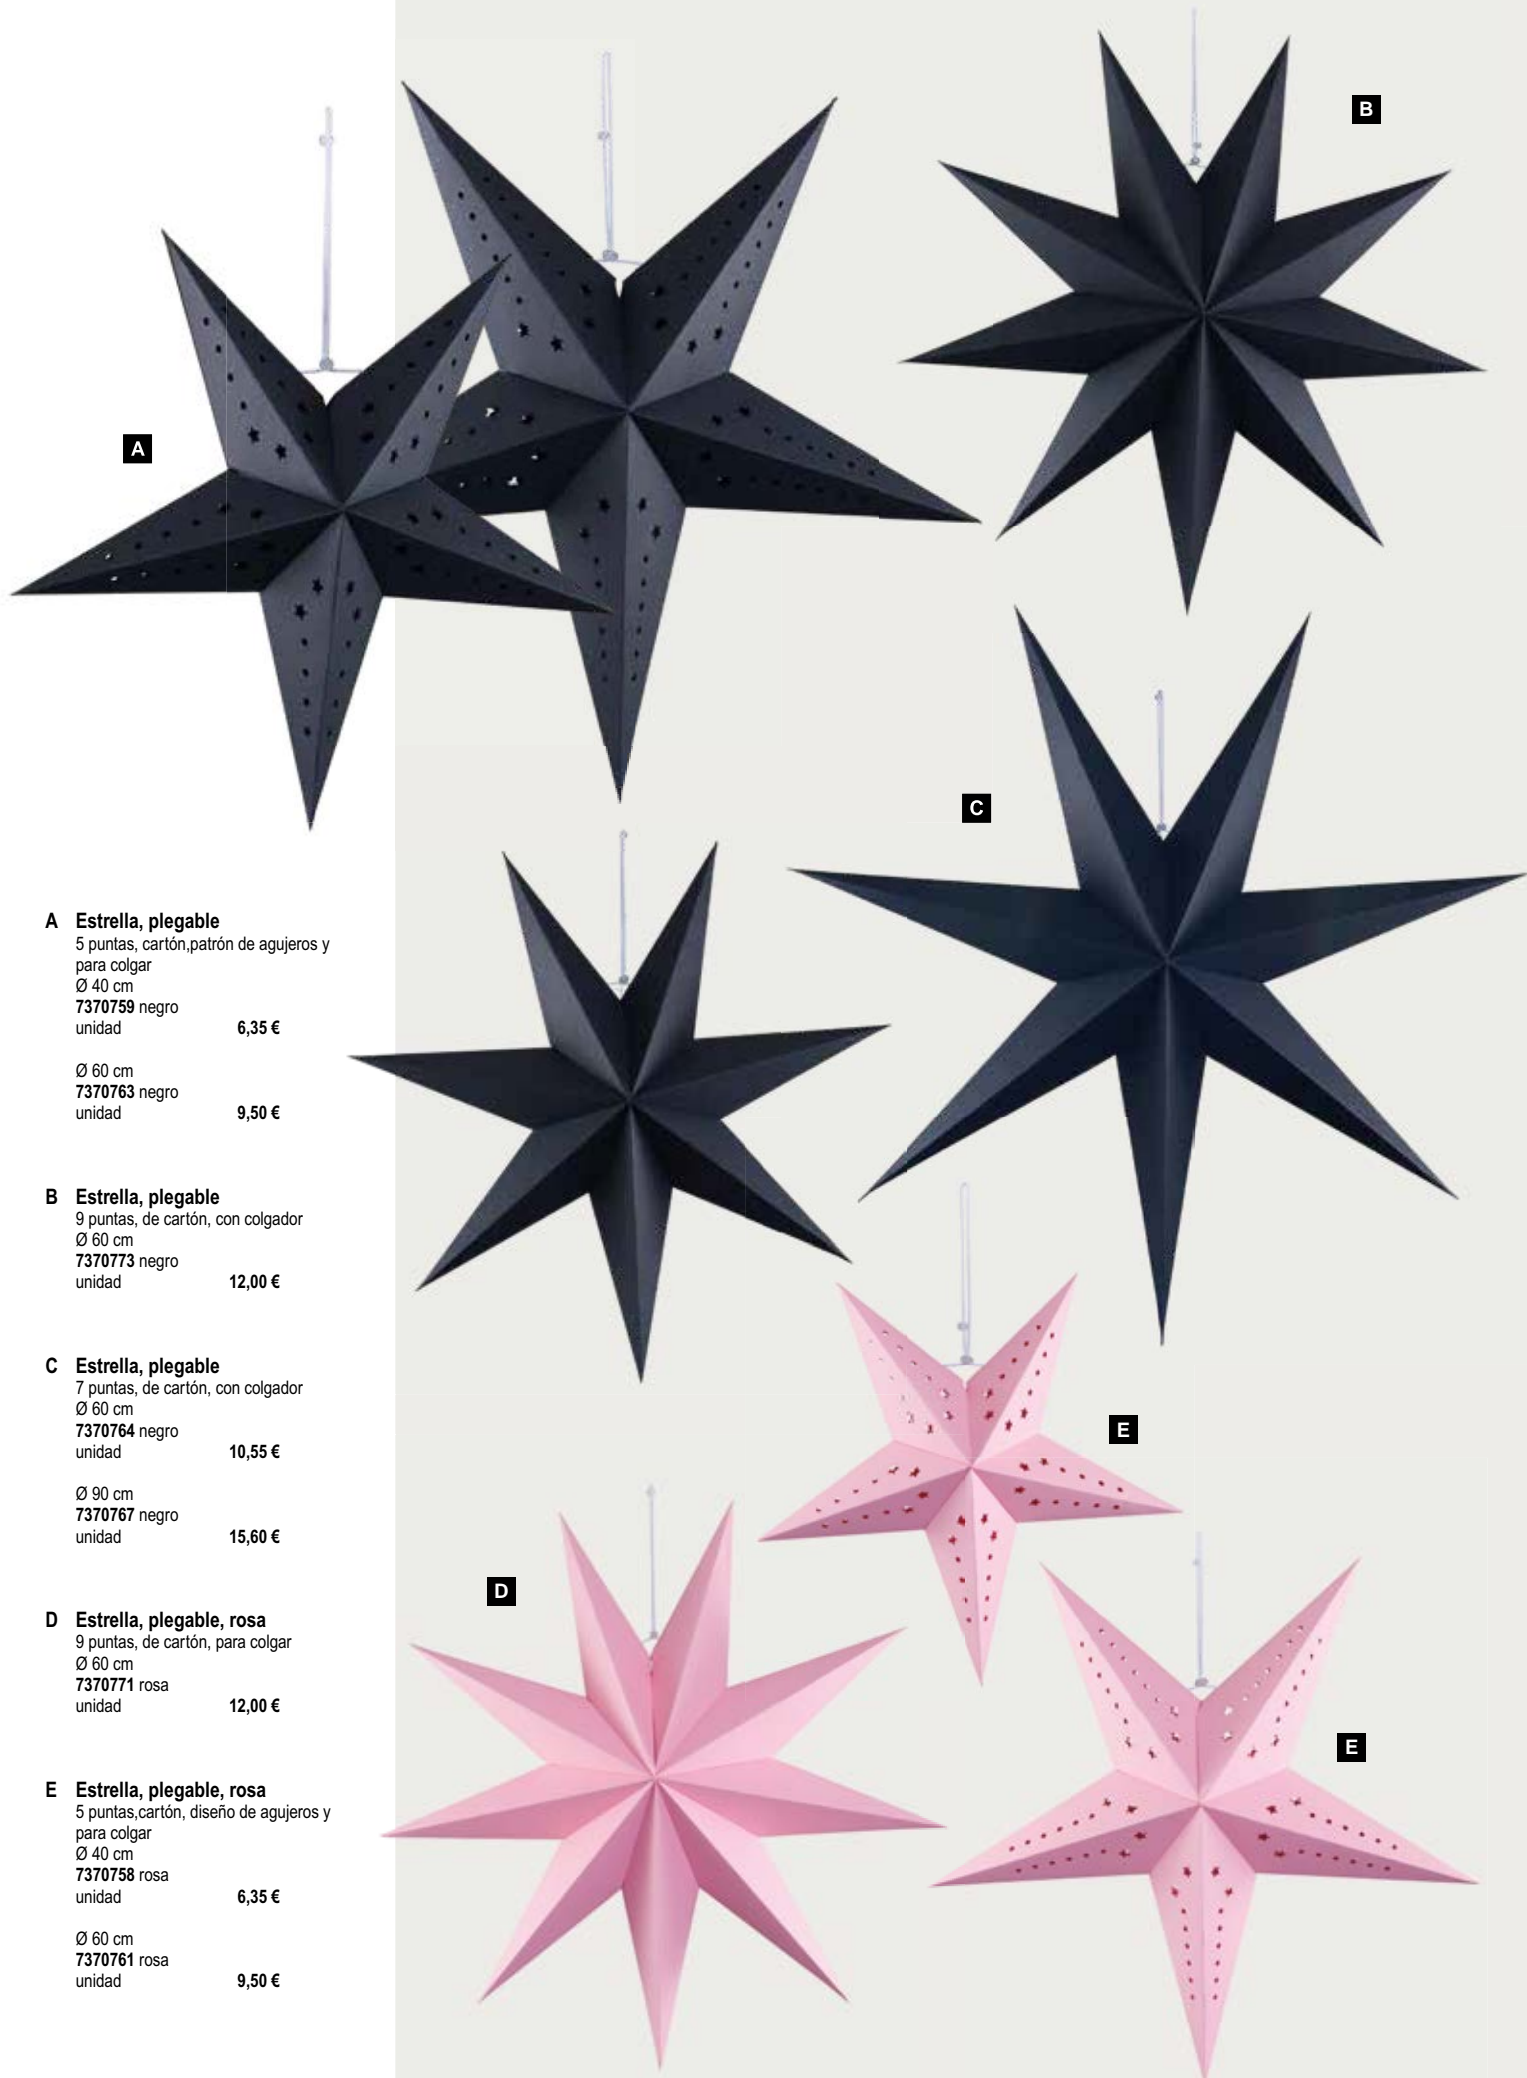 B
A
C
A Estrella, plegable
5 puntas, cartón,patrón de agujeros y
para colgar
Ø 40 cm
7370759 negro
unidad 6,35 €
Ø 60 cm
7370763 negro
unidad 9,50 €
B Estrella, plegable
9 puntas, de cartón, con colgador
Ø 60 cm
7370773 negro
unidad 12,00 €
C Estrella, plegable
7 puntas, de cartón, con colgador
Ø 60 cm
7370764 negro
unidad 10,55 €
Ø 90 cm
7370767 negro
unidad 15,60 €
D Estrella, plegable, rosa
9 puntas, de cartón, para colgar
Ø 60 cm
7370771 rosa
unidad 12,00 €
E Estrella, plegable, rosa
5 puntas,cartón, diseño de agujeros y
para colgar
Ø 40 cm
7370758 rosa
unidad 6,35 €
Ø 60 cm
7370761 rosa
unidad 9,50 €
E
D
E